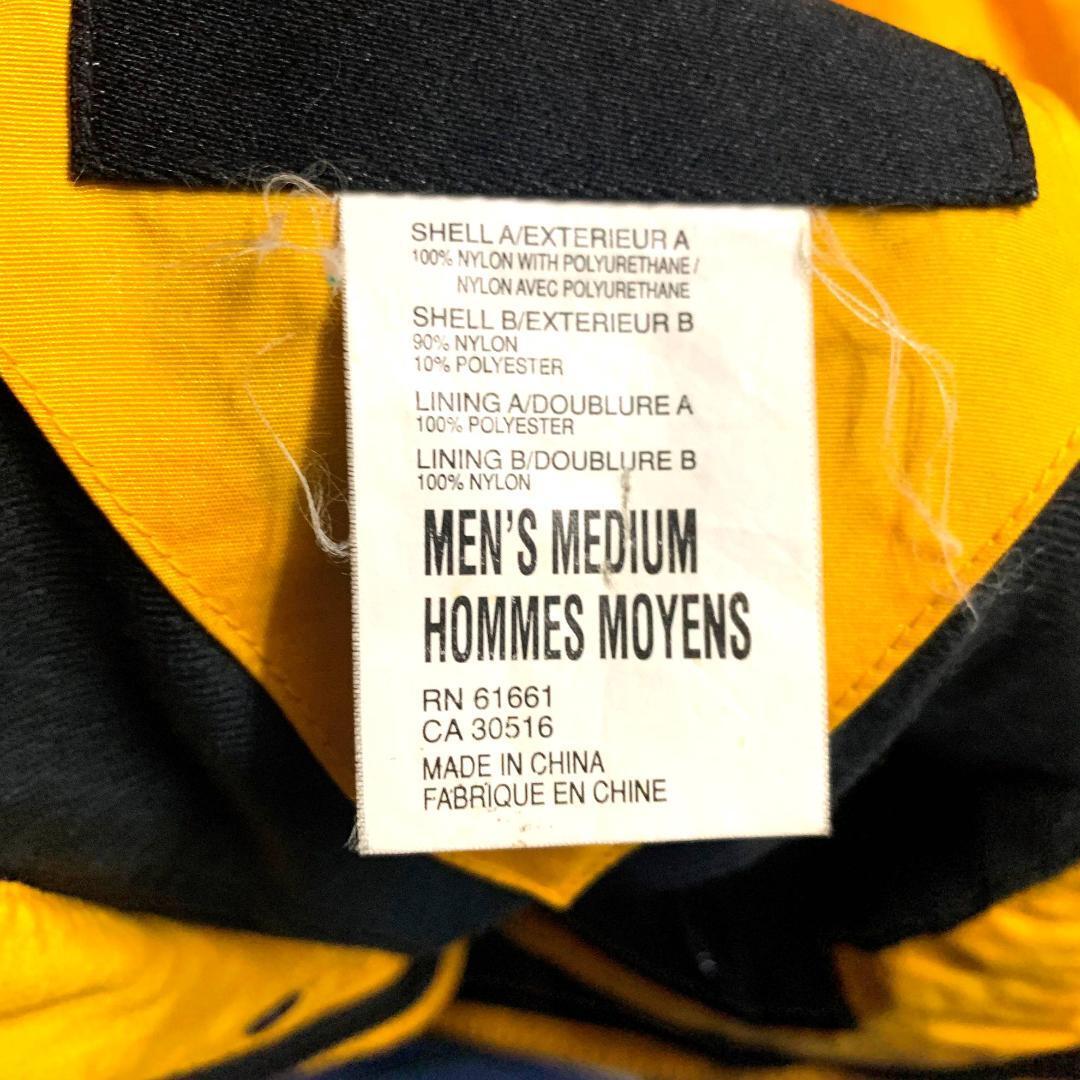 SHELL A/EXTERIEUR A
100% NYLON WITH POLYURETHANE/
NYLON AVEC POLYURETHANE
SHELL B/EXTERIEUR B
90% NYLON
10% POLYESTER
LINING A/DOUBLURE A
100% POLYESTER
LINING B/DOUBLURE B
100% NYLON
MEN'S MEDIUM
HOMMES MOYENS
RN 61661
CA 30516
MADE IN CHINA
FABRIQUE EN CHINE